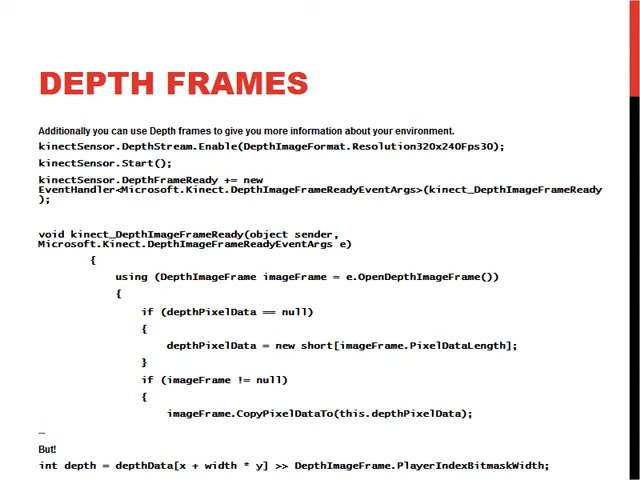 DEPTH FRAMES
Additionally you can use Depth frames to give you more information about your environment.
kinectSensor.DepthStream.Enable(DepthImageFormat.Resolution320x240Fps30);
kinectSensor.Start();
kinectSensor.DepthFrameReady += new
EventHandler<Microsoft.Kinect.DepthImageFrameReadyEventArgs>(kinect_DepthImageFrameReady
);
void kinect_DepthImageFrameReady(object sender,
Microsoft.Kinect.DepthImageFrameReadyEventArgs e)
{
using (DepthImageFrame imageFrame = e.OpenDepthImageFrame())
{
if (depthPixelData == null)
{
depthPixelData = new short[imageFrame.PixelDataLength];
}
if (imageFrame != null)
{
imageFrame.CopyPixelDataTo(this.depthPixelData);
…
But!
int depth = depthData[x + width * y] >> DepthImageFrame.PlayerIndexBitmaskWidth;